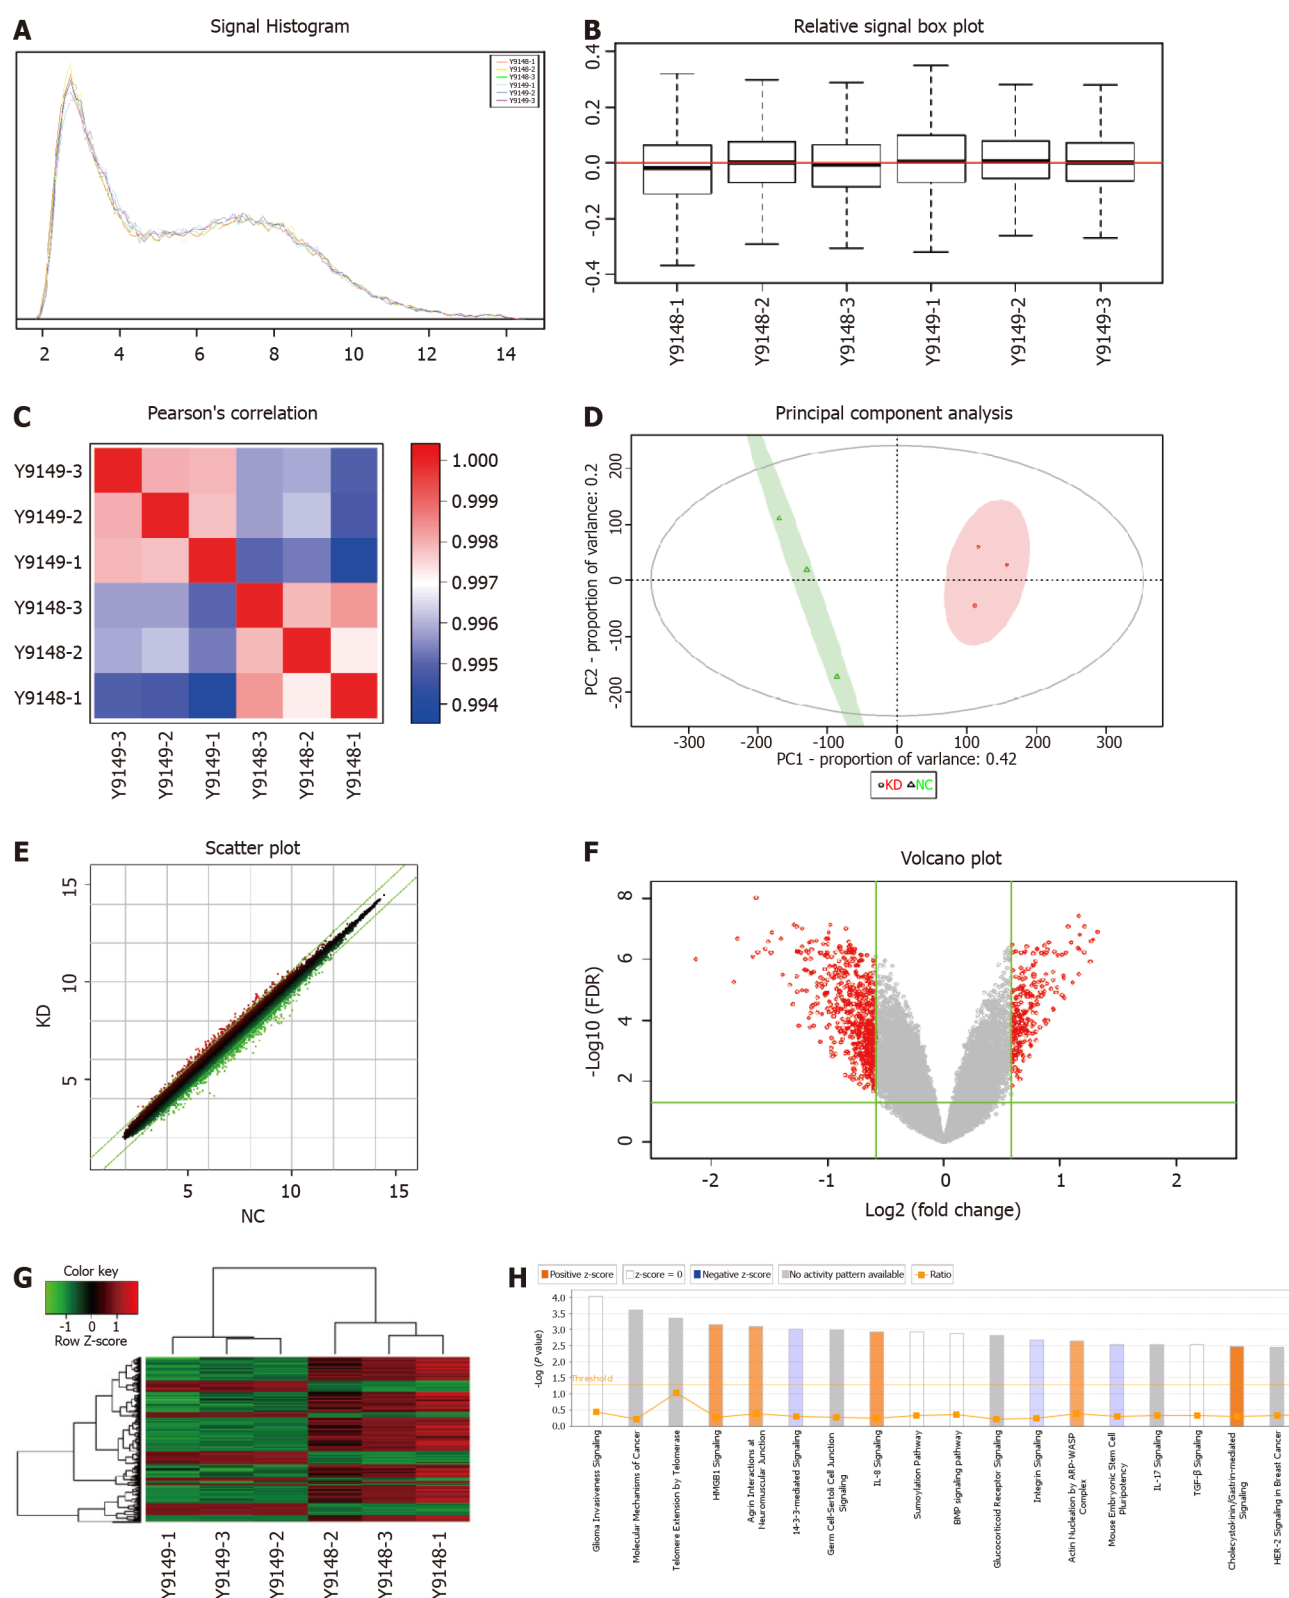 A
Signal Histogram
Y9148-1
Y9148-2
Y9148-3
Y9149-1
Y9149-2
Y9149-3
2 4 6 8 10 12 14
B
Relative signal box plot
0.4
0.2
0.0
-0.2
-0.4
Y9148-1 Y9148-2 Y9148-3 Y9149-1 Y9149-2 Y9149-3
C
Pearson's correlation
Y9149-3
Y9149-2
Y9149-1
Y9148-3
Y9148-2
Y9148-1
Y9149-3 Y9149-2 Y9149-1 Y9148-3 Y9148-2 Y9148-1
1.000
0.999
0.998
0.997
0.996
0.995
0.994
D
Principal component analysis
PC2 - proportion of variance: 0.2
200
100
0
-100
-200
-300 -200 -100 0 100 200 300
PC1 - proportion of variance: 0.42
KD NC
E
Scatter plot
KD
15
10
5
5 10 15
NC
F
Volcano plot
-Log10 (FDR)
8
6
4
2
0
-2 -1 0 1 2
Log2 (fold change)
G
Color key
-1 0 1
Row Z-score
Y9149-1 Y9149-3 Y9149-2 Y9148-2 Y9148-3 Y9148-1
H
Positive z-score z-score = 0 Negative z-score No activity pattern available Ratio
-Log (P value)
4.0
3.5
3.0
2.5
2.0
1.5
1.0
0.5
0.0
Threshold
Glioma Invasiveness Signaling
Molecular Mechanisms of Cancer
Telomere Extension by Telomerase
HMGB1 Signaling
Agrin Interactions at
Neuromuscular Junction
14-3-3-mediated Signaling
Germ Cell-Sertoli Cell Junction
Signaling
IL-8 Signaling
Sumoylation Pathway
BMP signaling pathway
Glucocorticoid Receptor Signaling
Integrin Signaling
Actin Nucleation by ARP-WASP
Complex
Mouse Embryonic Stem Cell
Pluripotency
IL-17 Signaling
TGF-β Signaling
Cholecystokinin/Gastrin-mediated
Signaling
HER-2 Signaling in Breast Cancer